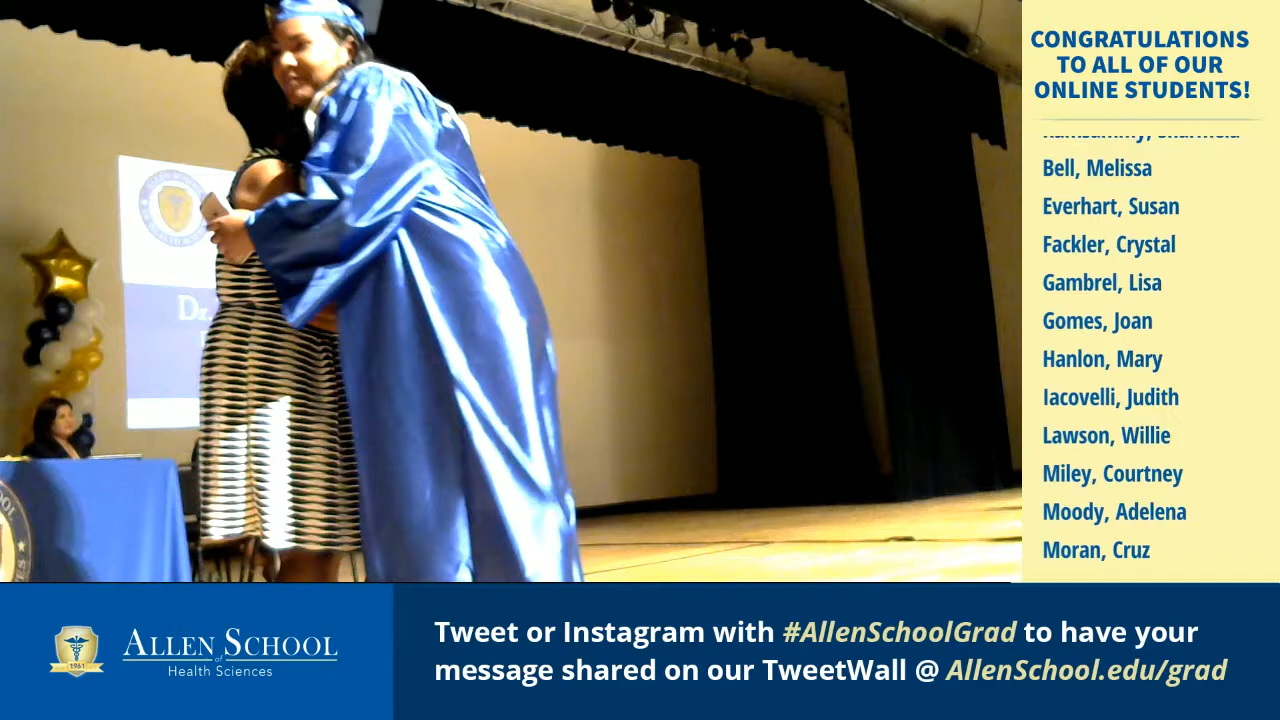 CONGRATULATIONS
TO ALL OF OUR
ONLINE STUDENTS!
Bell, Melissa
Everhart, Susan
Fackler, Crystal
Gambrel, Lisa
Gomes, Joan
Hanlon, Mary
Iacovelli, Judith
Lawson, Willie
Miley, Courtney
Moody, Adelena
Moran, Cruz
Dr.
1961
ALLEN SCHOOL
of
Health Sciences
Tweet or Instagram with #AllenSchoolGrad to have your
message shared on our TweetWall @ AllenSchool.edu/grad